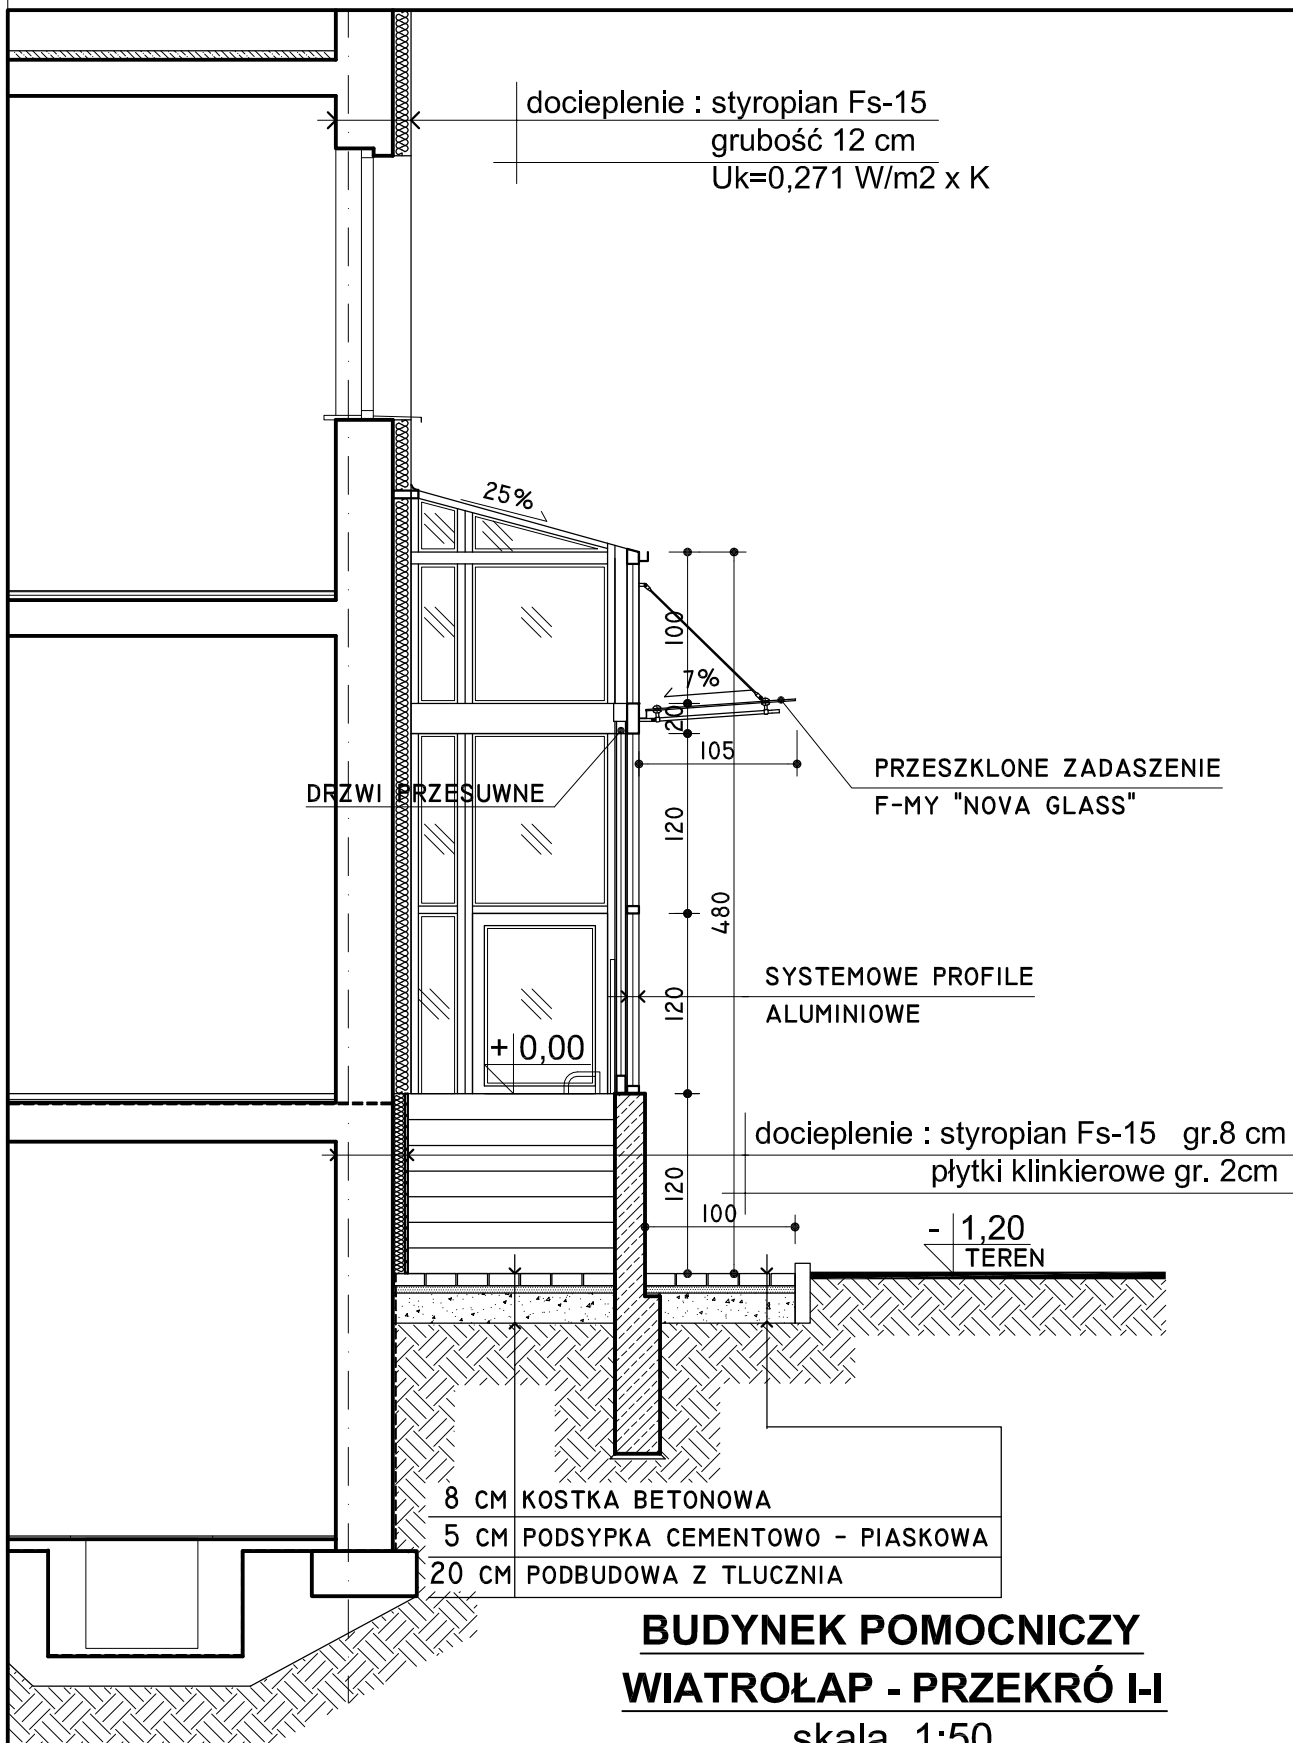 docieplenie : styropian Fs-15
grubość 12 cm
Uk=0,271 W/m2 x K
25%
100
7%
20
105
PRZESZKLONE ZADASZENIE
F-MY "NOVA GLASS"
DRZWI PRZESUWNE
120
480
SYSTEMOWE PROFILE
ALUMINIOWE
120
+ 0,00
docieplenie : styropian Fs-15 gr.8 cm
płytki klinkierowe gr. 2cm
120
100
- 1,20
TEREN
8 CM KOSTKA BETONOWA
5 CM PODSYPKA CEMENTOWO - PIASKOWA
20 CM PODBUDOWA Z TLUCZNIA
BUDYNEK POMOCNICZY
WIATROŁAP - PRZEKRÓ I-I
skala 1:50